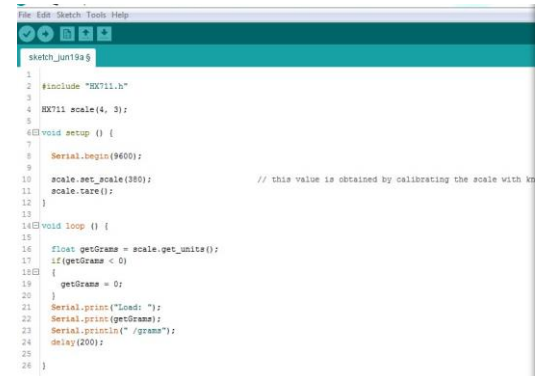 File Edit Sketch Tools Help
sketch_jun19a §
1
2 #include "HX711.h"
3
4 HX711 scale(4, 3);
5
6 void setup () {
7
8 Serial.begin(9600);
9
10 scale.set_scale(380); // this value is obtained by calibrating the scale with
11 scale.tare();
12 }
13
14 void loop () {
15
16 float getGrams = scale.get_units();
17 if(getGrams < 0)
18 {
19 getGrams = 0;
20 }
21 Serial.print("Load: ");
22 Serial.print(getGrams);
23 Serial.println(" /grams");
24 delay(200);
25
26 }